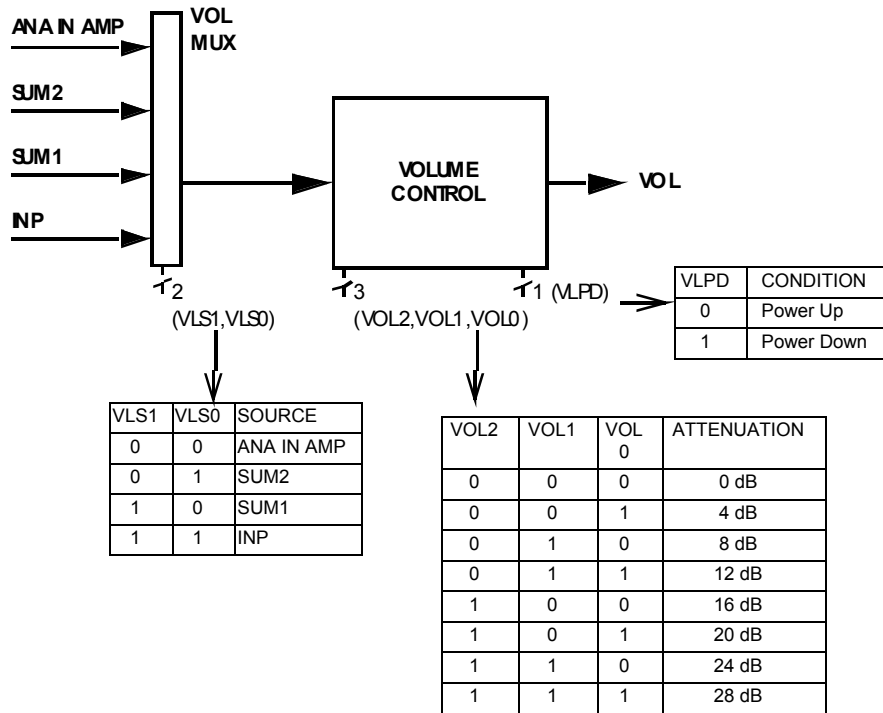 ANA IN AMP
VOL
MUX
SUM2
SUM1
INP
VOLUME
CONTROL
VOL
2
(VLS1,VLS0)
3
(VOL2,VOL1,VOL0)
1 (VLPD)
VLPD CONDITION
0 Power Up
1 Power Down
VLS1 VLS0 SOURCE
0 0 ANA IN AMP
0 1 SUM2
1 0 SUM1
1 1 INP
VOL2 VOL1 VOL ATTENUATION
0
0 0 0 0 dB
0 0 1 4 dB
0 1 0 8 dB
0 1 1 12 dB
1 0 0 16 dB
1 0 1 20 dB
1 1 0 24 dB
1 1 1 28 dB